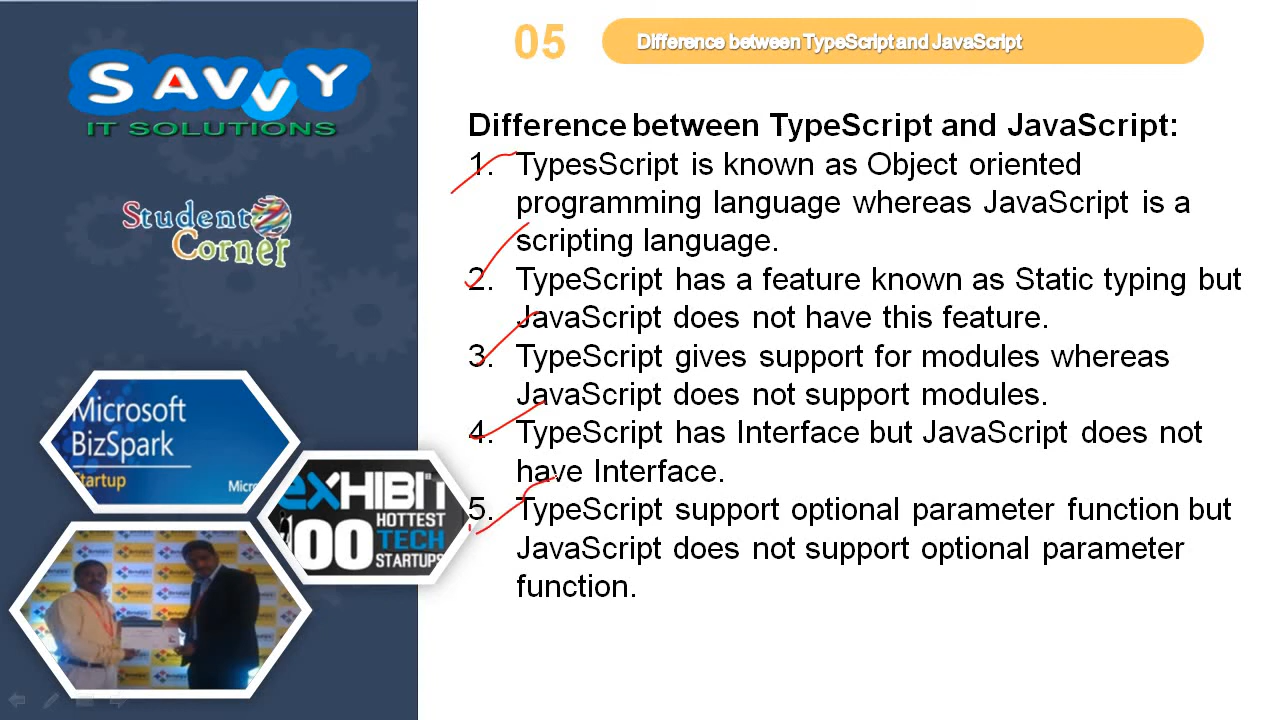 SAVVY
IT SOLUTIONS
Student
Corner
Microsoft
BizSpark
Startup
Micr
eXHIBIT
100 HOTTEST
TECH
STARTUPS
05
Difference between TypeScript and JavaScript
Difference between TypeScript and JavaScript:
1. TypesScript is known as Object oriented
programming language whereas JavaScript is a
scripting language.
2. TypeScript has a feature known as Static typing but
JavaScript does not have this feature.
3. TypeScript gives support for modules whereas
JavaScript does not support modules.
4. TypeScript has Interface but JavaScript does not
have Interface.
5. TypeScript support optional parameter function but
JavaScript does not support optional parameter
function.